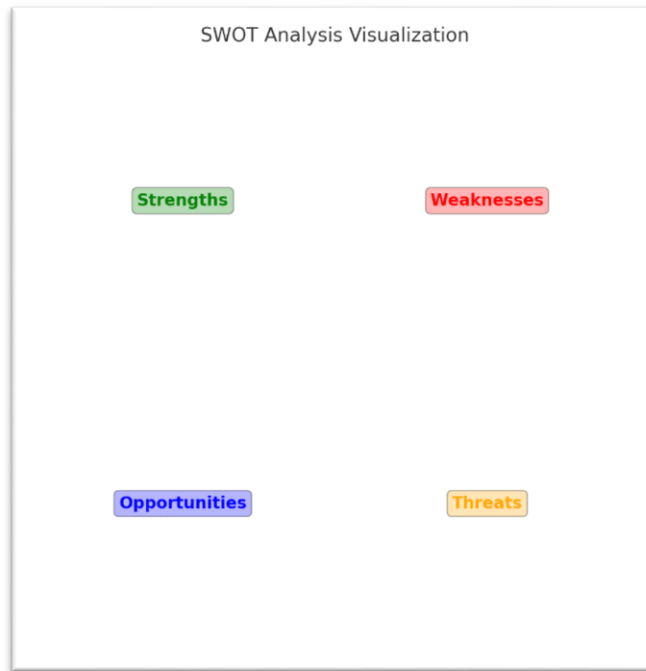 SWOT Analysis Visualization
Strengths
Weaknesses
Opportunities
Threats